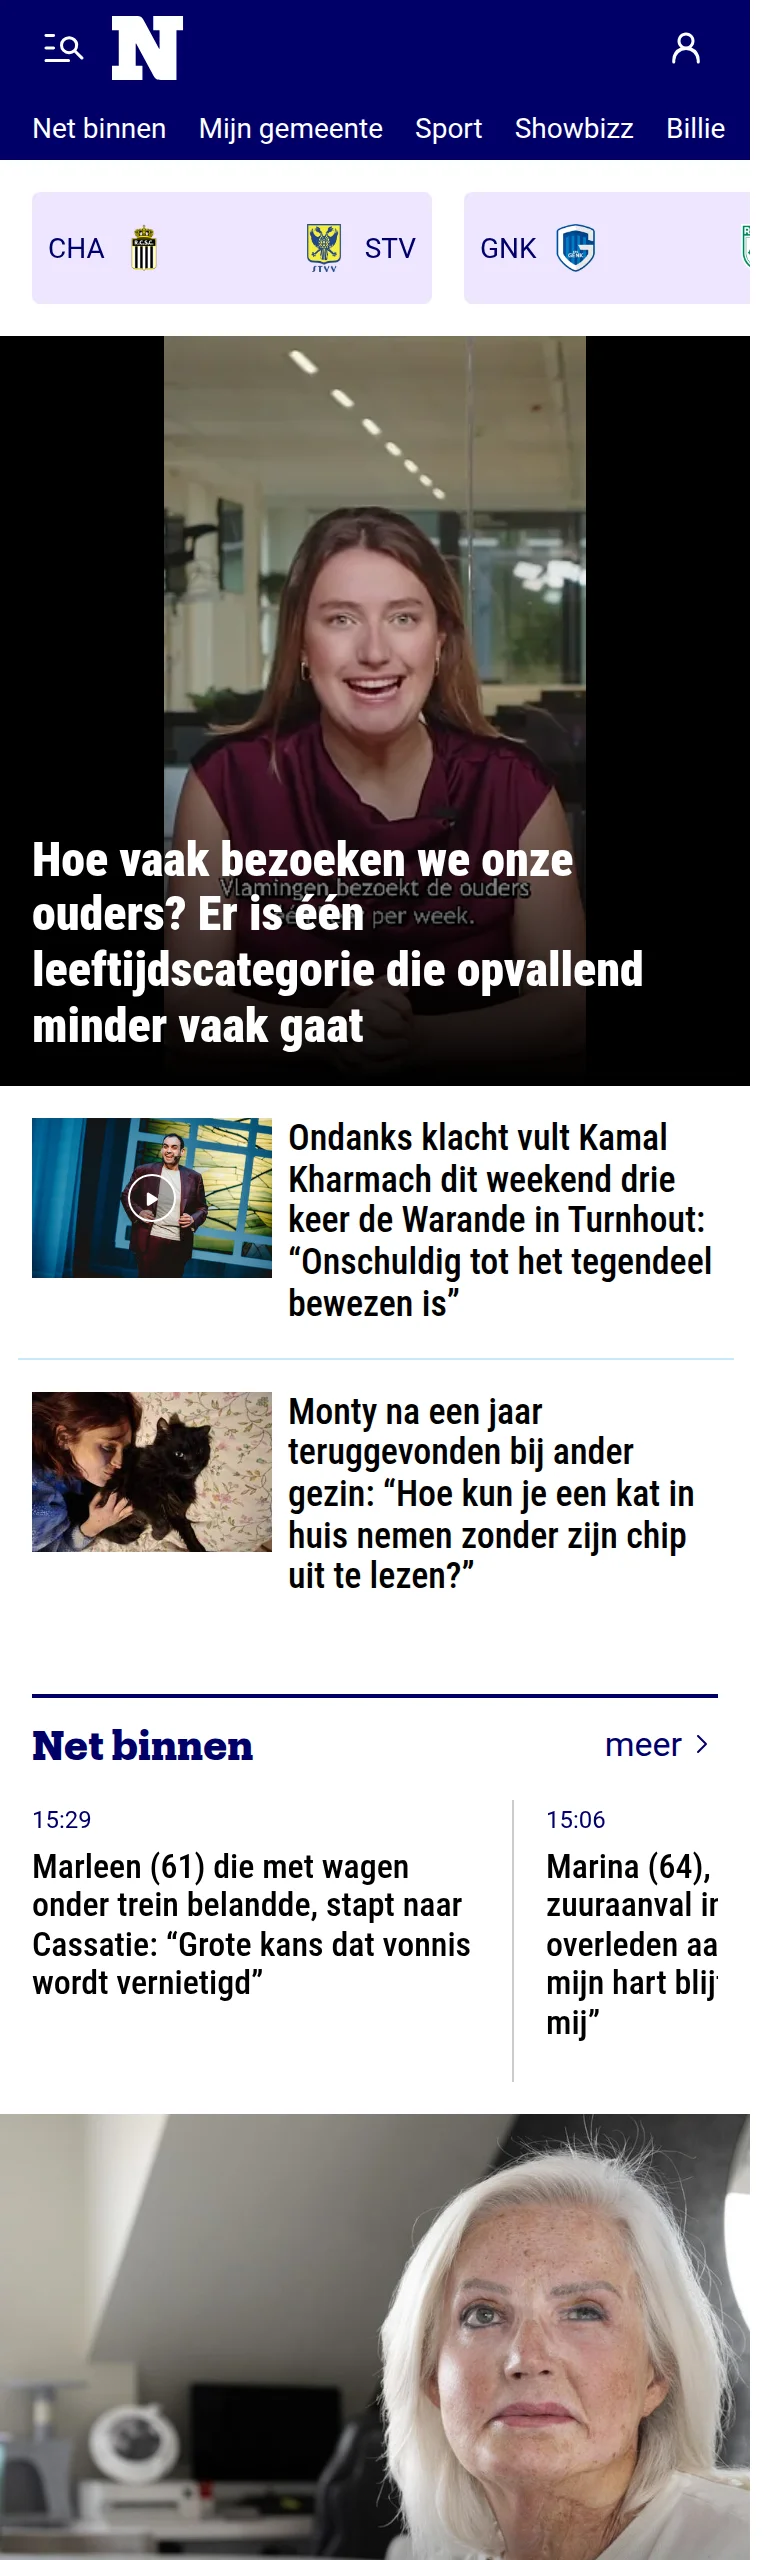 N
Net binnen Mijn gemeente Sport Showbizz Billie
CHA STVV STV GNK
Hoe vaak bezoeken we onze
ouders? Er is één
leeftijdscategorie die opvallend
minder vaak gaat
Vlamingen bezoekt de ouders
per week.
Ondanks klacht vult Kamal
Kharmach dit weekend drie
keer de Warande in Turnhout:
“Onschuldig tot het tegendeel
bewezen is”
Monty na een jaar
teruggevonden bij ander
gezin: “Hoe kun je een kat in
huis nemen zonder zijn chip
uit te lezen?”
Net binnen
meer
15:29
Marleen (61) die met wagen
onder trein belandde, stapt naar
Cassatie: “Grote kans dat vonnis
wordt vernietigd”
15:06
Marina (64),
zuuraanval
overleden
mijn hart
mij”